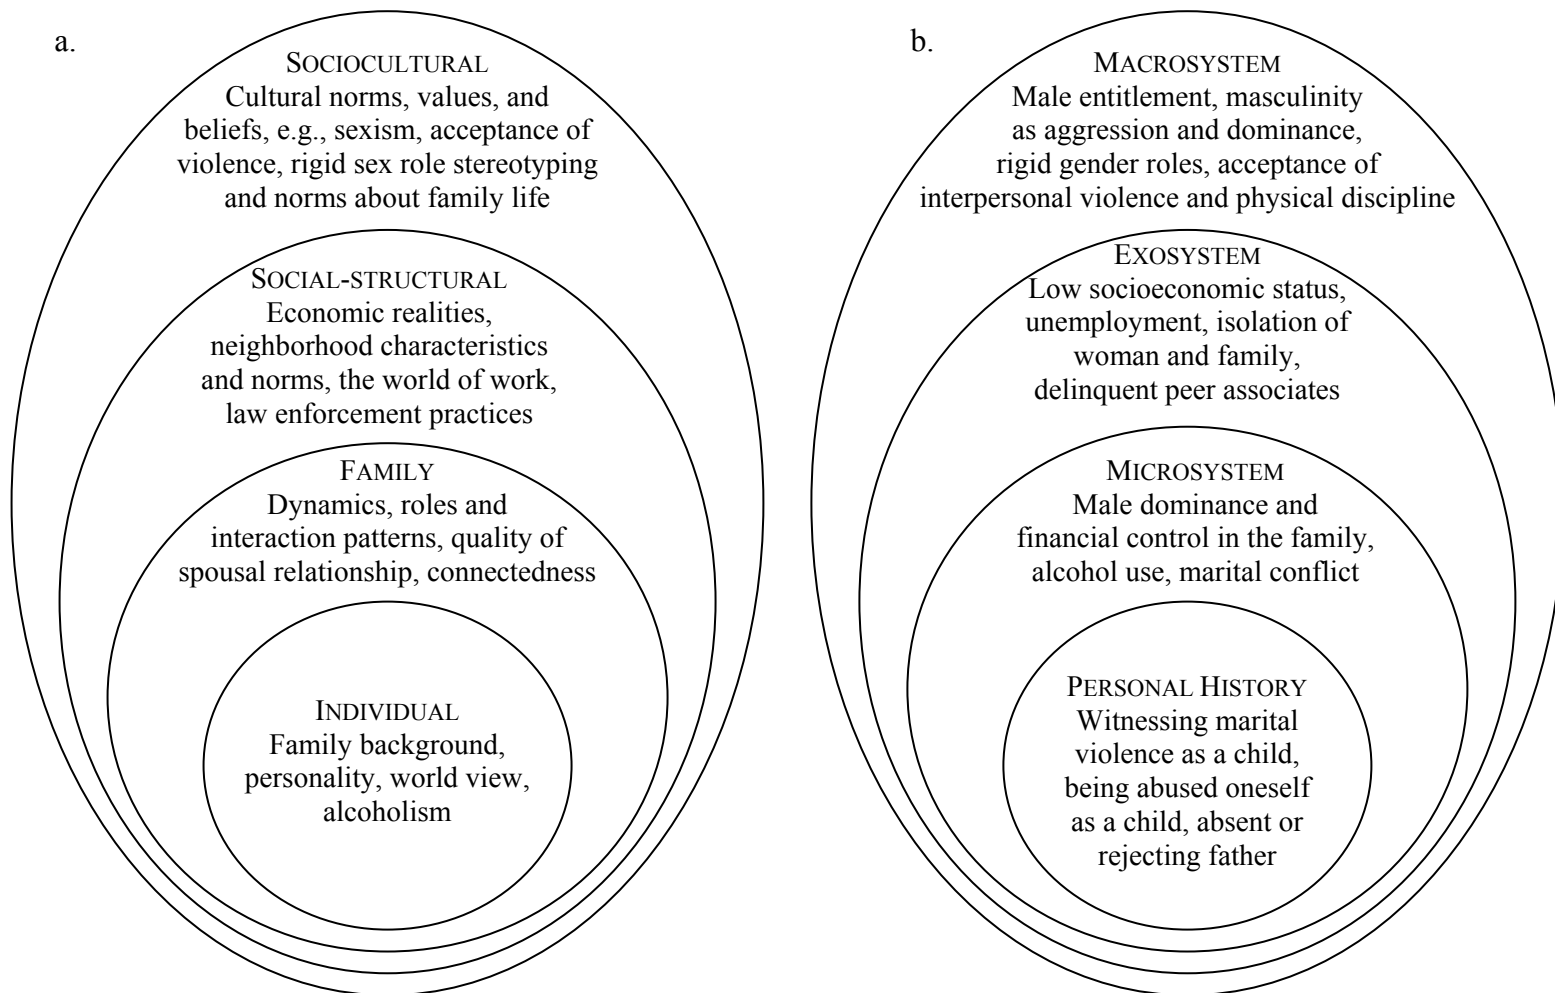 a.
SOCIOCULTURAL
Cultural norms, values, and
beliefs, e.g., sexism, acceptance of
violence, rigid sex role stereotyping
and norms about family life
SOCIAL-STRUCTURAL
Economic realities,
neighborhood characteristics
and norms, the world of work,
law enforcement practices
FAMILY
Dynamics, roles and
interaction patterns, quality of
spousal relationship, connectedness
INDIVIDUAL
Family background,
personality, world view,
alcoholism
b.
MACROSYSTEM
Male entitlement, masculinity
as aggression and dominance,
rigid gender roles, acceptance of
interpersonal violence and physical discipline
EXOSYSTEM
Low socioeconomic status,
unemployment, isolation of
woman and family,
delinquent peer associates
MICROSYSTEM
Male dominance and
financial control in the family,
alcohol use, marital conflict
PERSONAL HISTORY
Witnessing marital
violence as a child,
being abused oneself
as a child, absent or
rejecting father